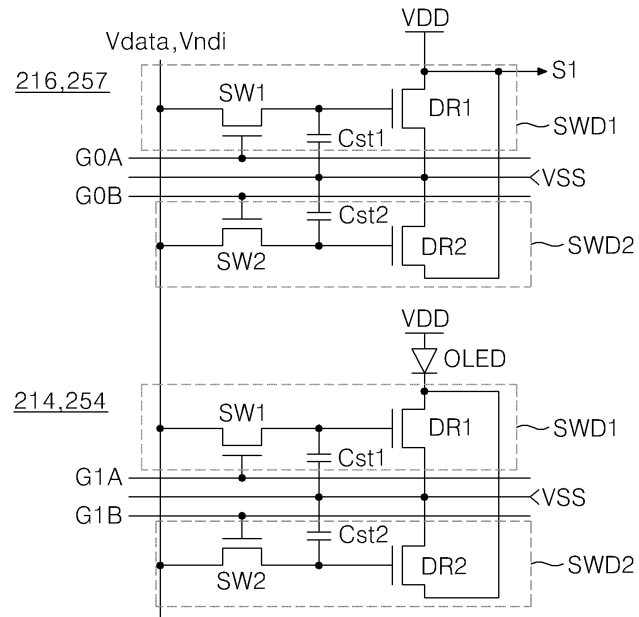 VDD
Vdata,Vndi
216,257
S1
SW1
DR1
Cst1
SWD1
G0A
VSS
G0B
Cst2
SW2
DR2
SWD2
VDD
OLED
214,254
SW1
DR1
SWD1
Cst1
G1A
VSS
G1B
Cst2
SW2
DR2
SWD2